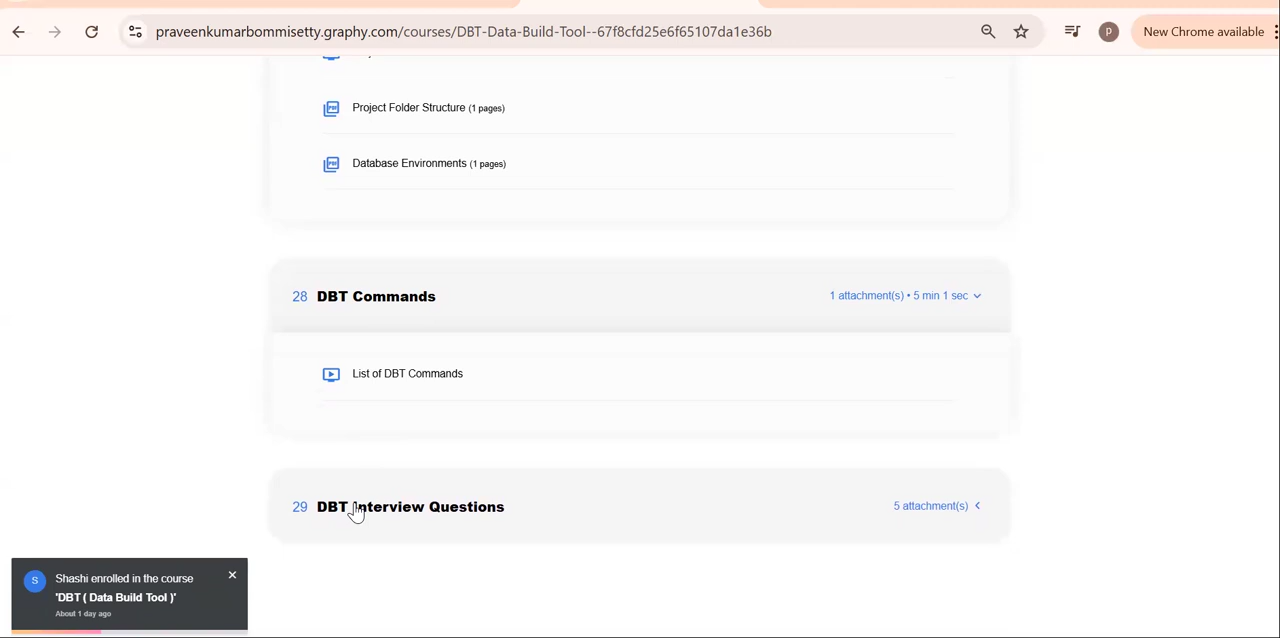 praveenkumarbommisetty.graphy.com/courses/DBT-Data-Build-Tool--67f8cfd25e6f65107da1e36b
p
New Chrome available
Project Folder Structure (1 pages)
Database Environments (1 pages)
28 DBT Commands
1 attachment(s) • 5 min 1 sec
List of DBT Commands
29 DBT Interview Questions
5 attachment(s)
S
Shashi enrolled in the course
'DBT ( Data Build Tool )'
About 1 day ago